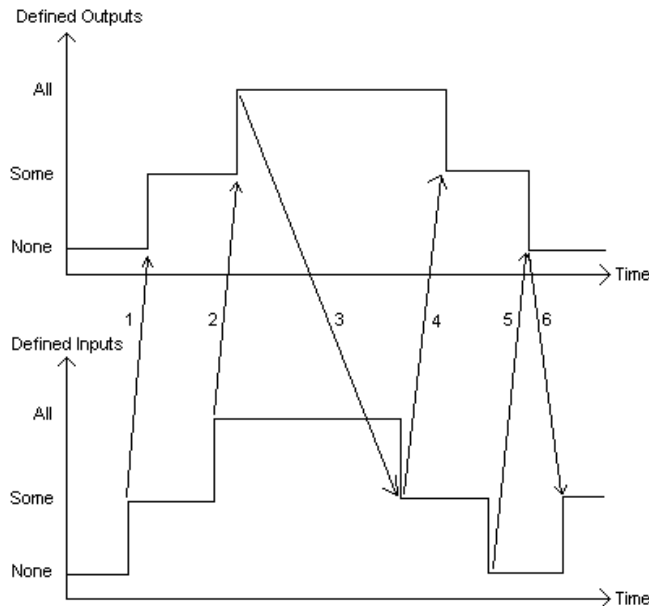 Defined Outputs
All
Some
None
Time
1 2 3 4 5 6
Defined Inputs
All
Some
None
Time